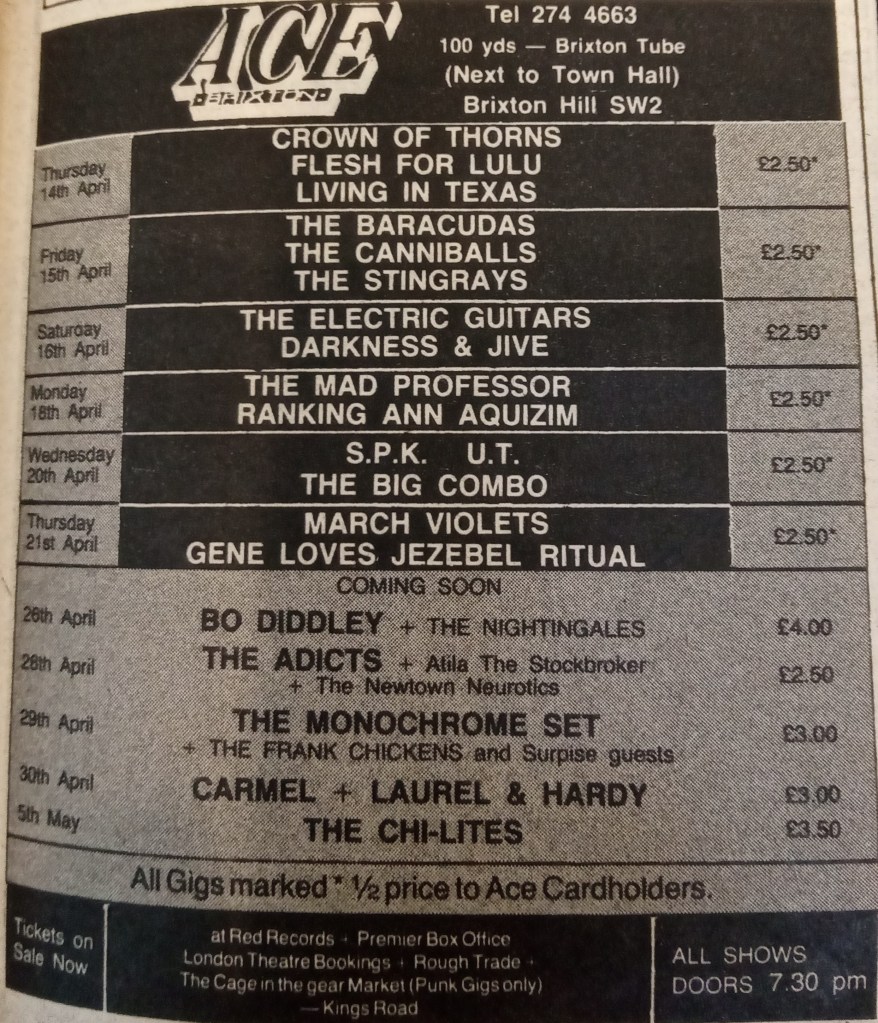 ACE
BRIXTON
Tel 274 4663
100 yds — Brixton Tube
(Next to Town Hall)
Brixton Hill SW2
Thursday
14th April
CROWN OF THORNS
FLESH FOR LULU
LIVING IN TEXAS
£2.50*
Friday
15th April
THE BARACUDAS
THE CANNIBALLS
THE STINGRAYS
£2.50*
Saturday
16th April
THE ELECTRIC GUITARS
DARKNESS & JIVE
£2.50*
Monday
18th April
THE MAD PROFESSOR
RANKING ANN AQUIZIM
£2.50*
Wednesday
20th April
S.P.K. U.T.
THE BIG COMBO
£2.50*
Thursday
21st April
MARCH VIOLETS
GENE LOVES JEZEBEL RITUAL
£2.50*
COMING SOON
26th April BO DIDDLEY + THE NIGHTINGALES £4.00
28th April THE ADICTS + Atila The Stockbroker
+ The Newtown Neurotics £2.50
29th April THE MONOCHROME SET
+ THE FRANK CHICKENS and Surpise guests £3.00
30th April CARMEL + LAUREL & HARDY £3.00
5th May THE CHI-LITES £3.50
All Gigs marked * ½ price to Ace Cardholders.
Tickets on
Sale Now
at Red Records + Premier Box Office
London Theatre Bookings + Rough Trade +
The Cage in the gear Market (Punk Gigs only)
— Kings Road
ALL SHOWS
DOORS 7.30 pm